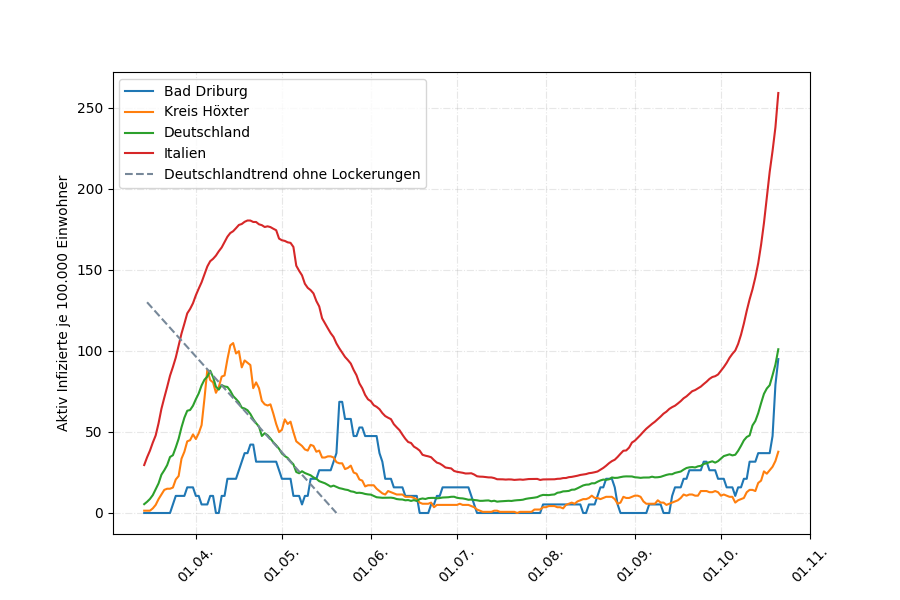 Bad Driburg
Kreis Höxter
Deutschland
Italien
Deutschlandtrend ohne Lockerungen
Aktiv Infizierte je 100.000 Einwohner
250
200
150
100
50
0
01.04.
01.05.
01.06.
01.07.
01.08.
01.09.
01.10.
01.11.